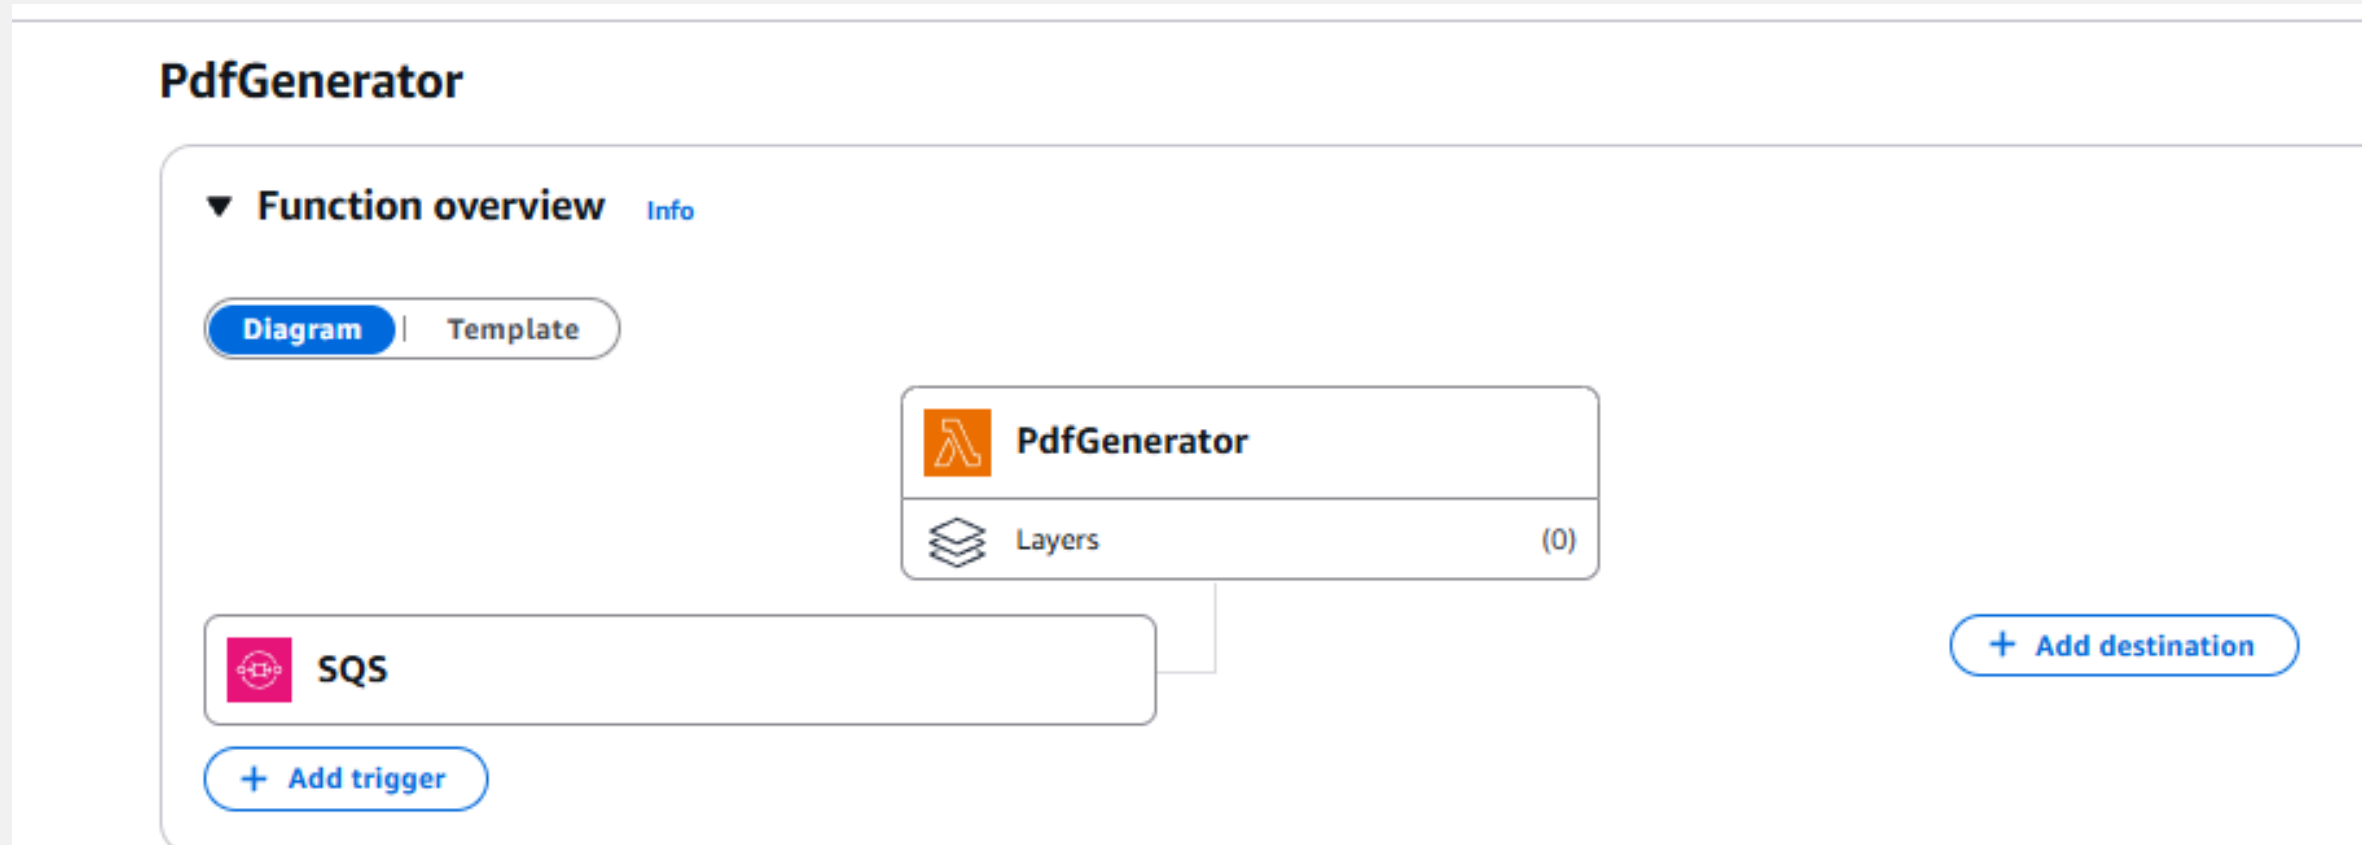 PdfGenerator
Function overview Info
Diagram | Template
PdfGenerator
Layers (0)
SQS
+ Add destination
+ Add trigger